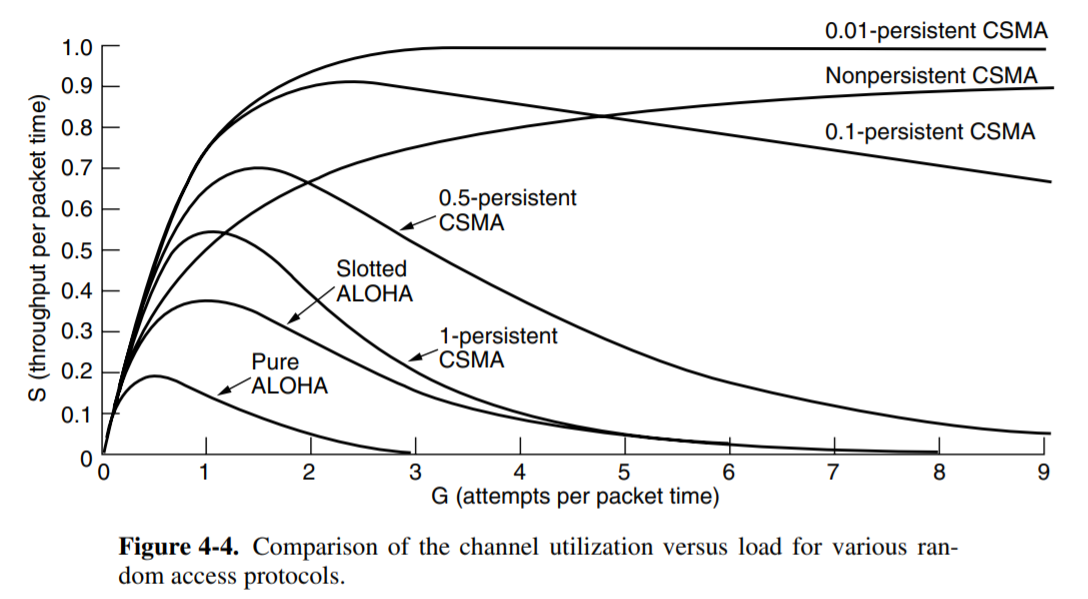 0.01-persistent CSMA
Nonpersistent CSMA
0.1-persistent CSMA
0.5-persistent
CSMA
Slotted
ALOHA
1-persistent
CSMA
Pure
ALOHA
S (throughput per packet time)
1.0
0.9
0.8
0.7
0.6
0.5
0.4
0.3
0.2
0.1
0
0 1 2 3 4 5 6 7 8 9
G (attempts per packet time)
Figure 4-4. Comparison of the channel utilization versus load for various ran-
dom access protocols.